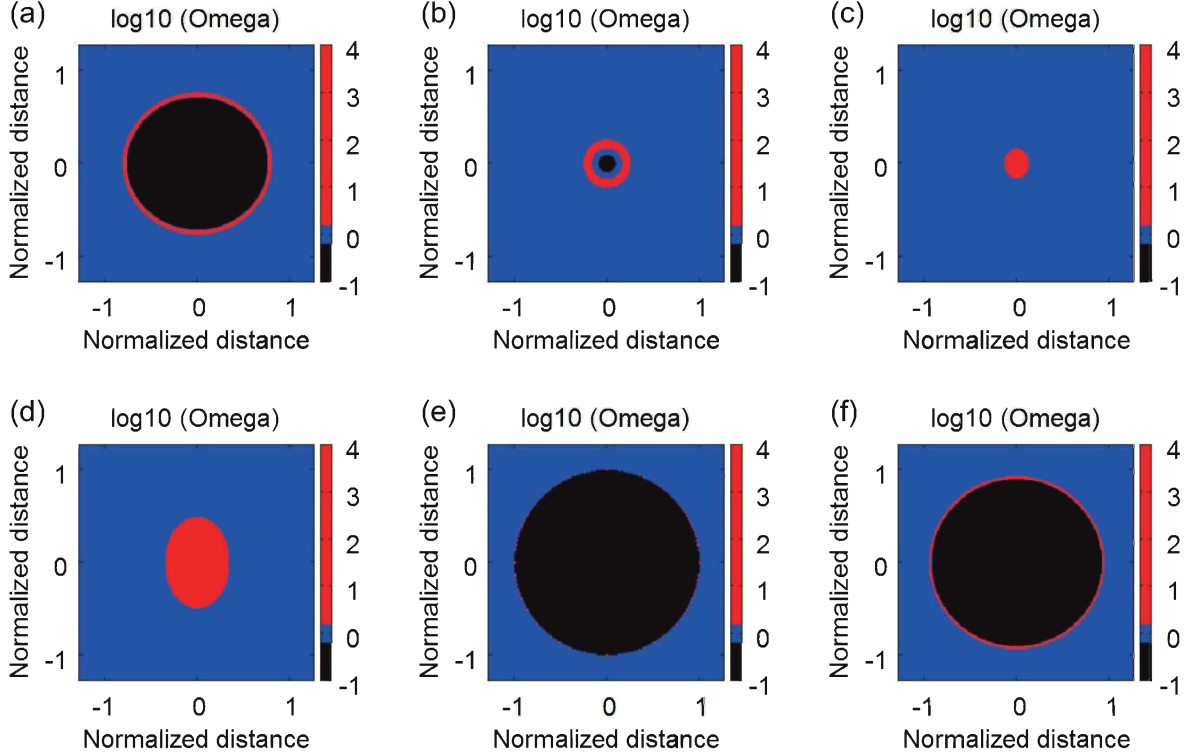 (a) log10 (Omega)
Normalized distance
1
0
-1
-1 0 1
Normalized distance
4
3
2
1
0
-1
(b) log10 (Omega)
Normalized distance
1
0
-1
-1 0 1
Normalized distance
4
3
2
1
0
-1
(c) log10 (Omega)
Normalized distance
1
0
-1
-1 0 1
Normalized distance
4
3
2
1
0
-1
(d) log10 (Omega)
Normalized distance
1
0
-1
-1 0 1
Normalized distance
4
3
2
1
0
-1
(e) log10 (Omega)
Normalized distance
1
0
-1
-1 0 1
Normalized distance
4
3
2
1
0
-1
(f) log10 (Omega)
Normalized distance
1
0
-1
-1 0 1
Normalized distance
4
3
2
1
0
-1